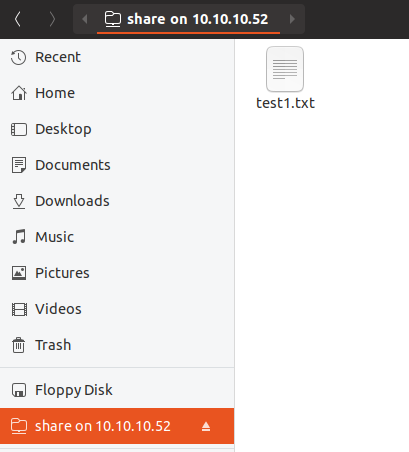 share on 10.10.10.52
Recent
Home
Desktop
Documents
Downloads
Music
Pictures
Videos
Trash
Floppy Disk
share on 10.10.10.52
test1.txt